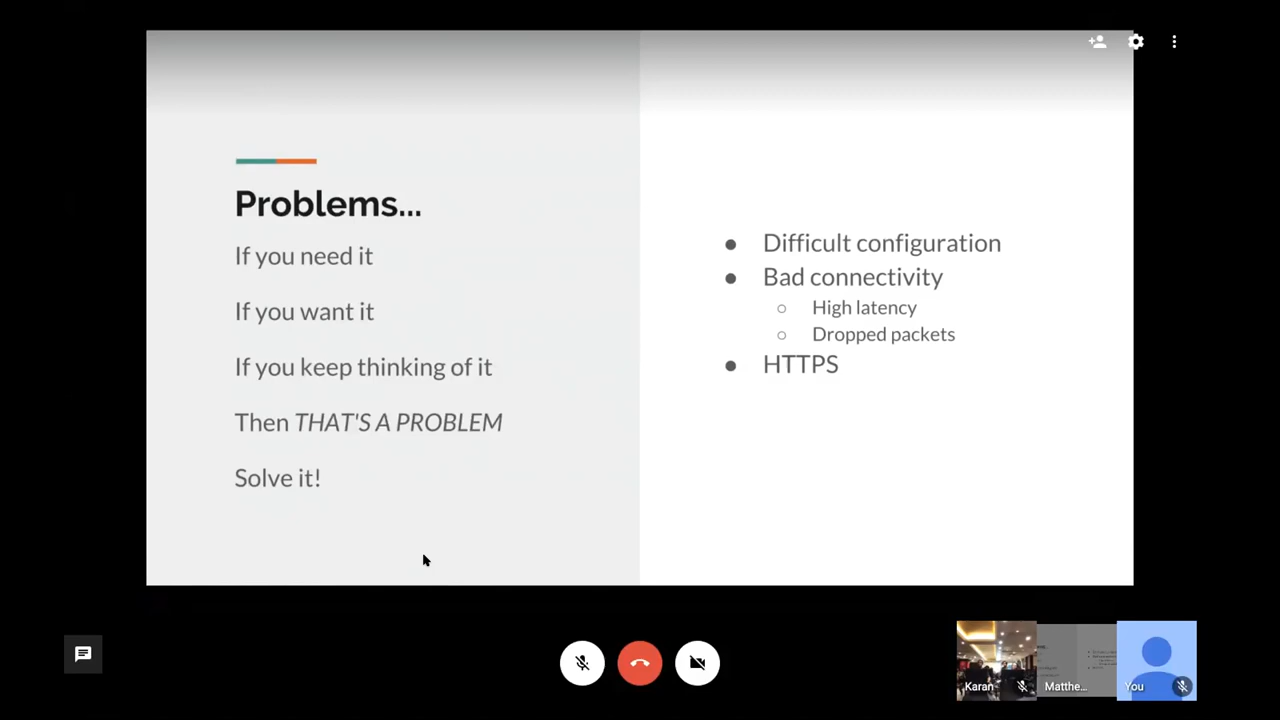 Problems...
If you need it
If you want it
If you keep thinking of it
Then THAT'S A PROBLEM
Solve it!
Difficult configuration
Bad connectivity
High latency
Dropped packets
HTTPS
Karan
Matthe...
You